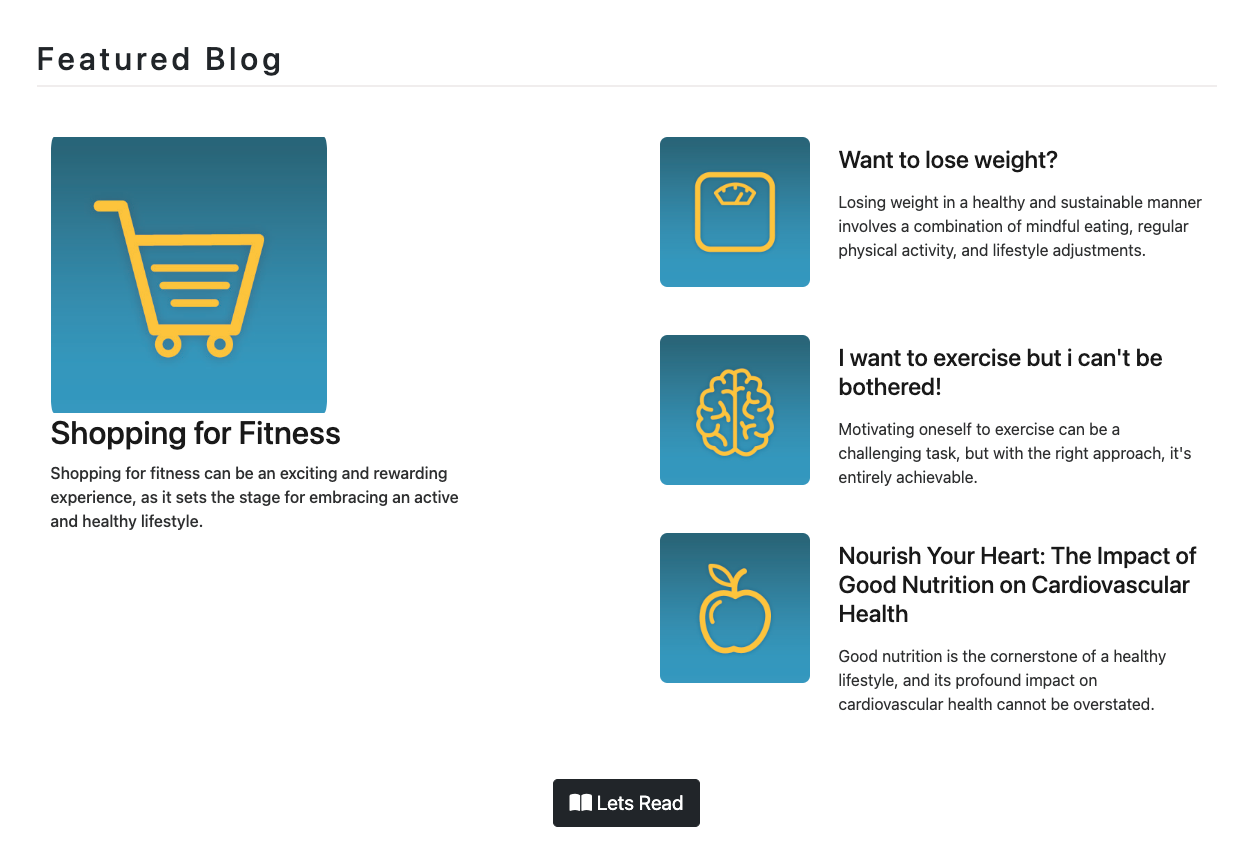 Featured Blog
Shopping for Fitness
Shopping for fitness can be an exciting and rewarding
experience, as it sets the stage for embracing an active
and healthy lifestyle.
Want to lose weight?
Losing weight in a healthy and sustainable manner
involves a combination of mindful eating, regular
physical activity, and lifestyle adjustments.
I want to exercise but i can't be
bothered!
Motivating oneself to exercise can be a
challenging task, but with the right approach, it's
entirely achievable.
Nourish Your Heart: The Impact of
Good Nutrition on Cardiovascular
Health
Good nutrition is the cornerstone of a healthy
lifestyle, and its profound impact on
cardiovascular health cannot be overstated.
Lets Read